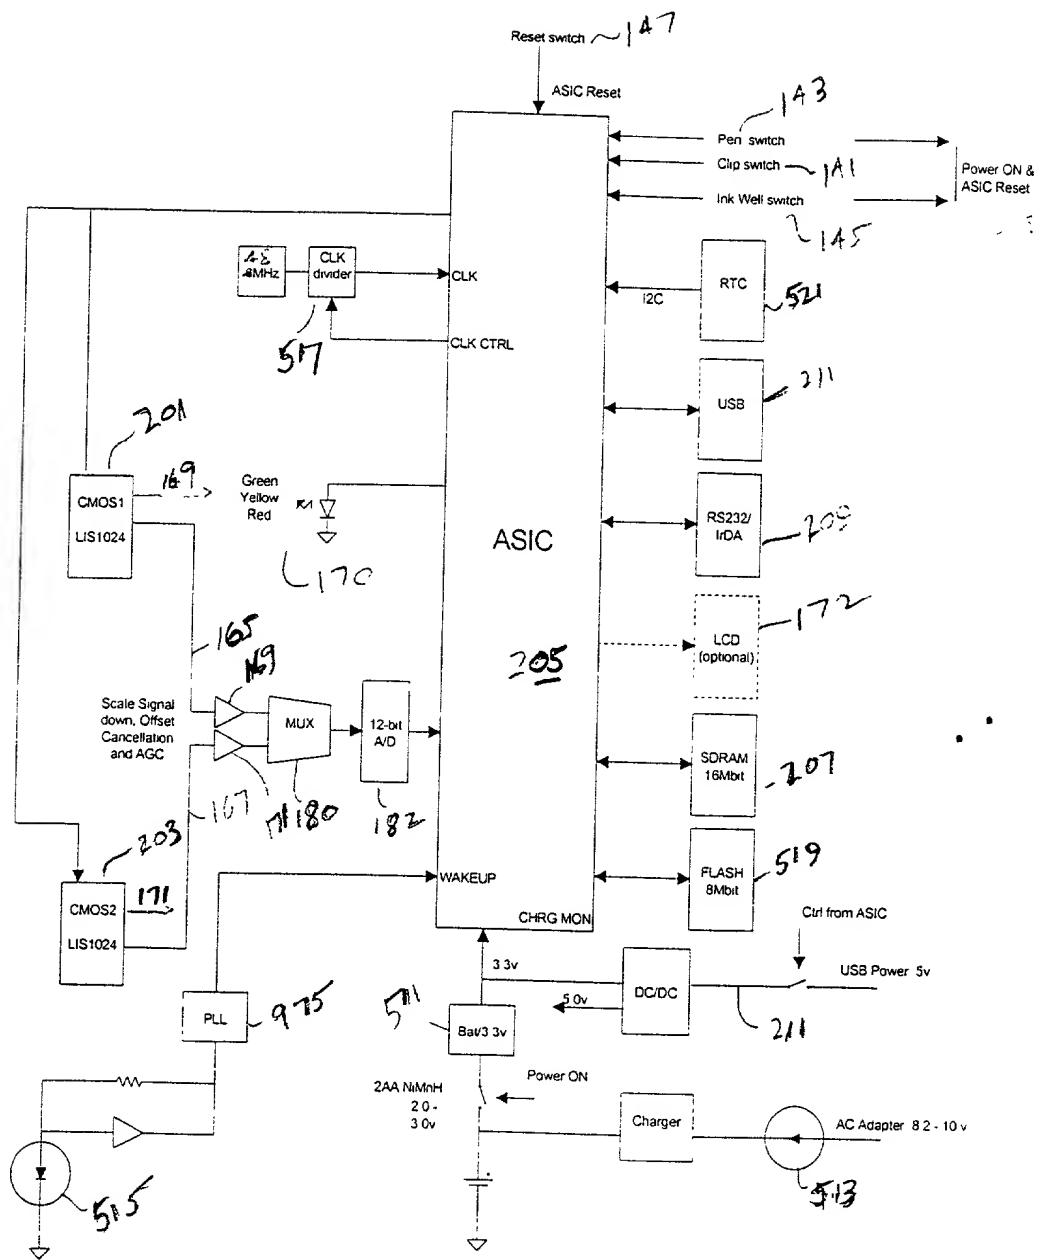 Reset switch 147
ASIC Reset
143
Pen switch
Clip switch 141
Ink Well switch
145
Power ON &
ASIC Reset
8MHz
CLK
divider
CLK
517
CLK CTRL
I2C
RTC
521
USB
211
201
CMOS1
LIS1024
169
Green
Yellow
Red
170
ASIC
205
RS232/
IrDA
209
LCD
(optional)
172
165
169
Scale Signal
down, Offset
Cancellation
and AGC
MUX
12-bit
A/D
167
171
180
182
SDRAM
16Mbit
207
203
CMOS2
LIS1024
171
WAKEUP
CHRG MON
FLASH
8Mbit
519
Ctrl from ASIC
3.3v
5.0v
DC/DC
USB Power 5v
211
PLL
975
511
Bat/3.3v
2AA NiMnH
2.0 -
3.0v
Power ON
Charger
AC Adapter 8.2 - 10 v
513
515